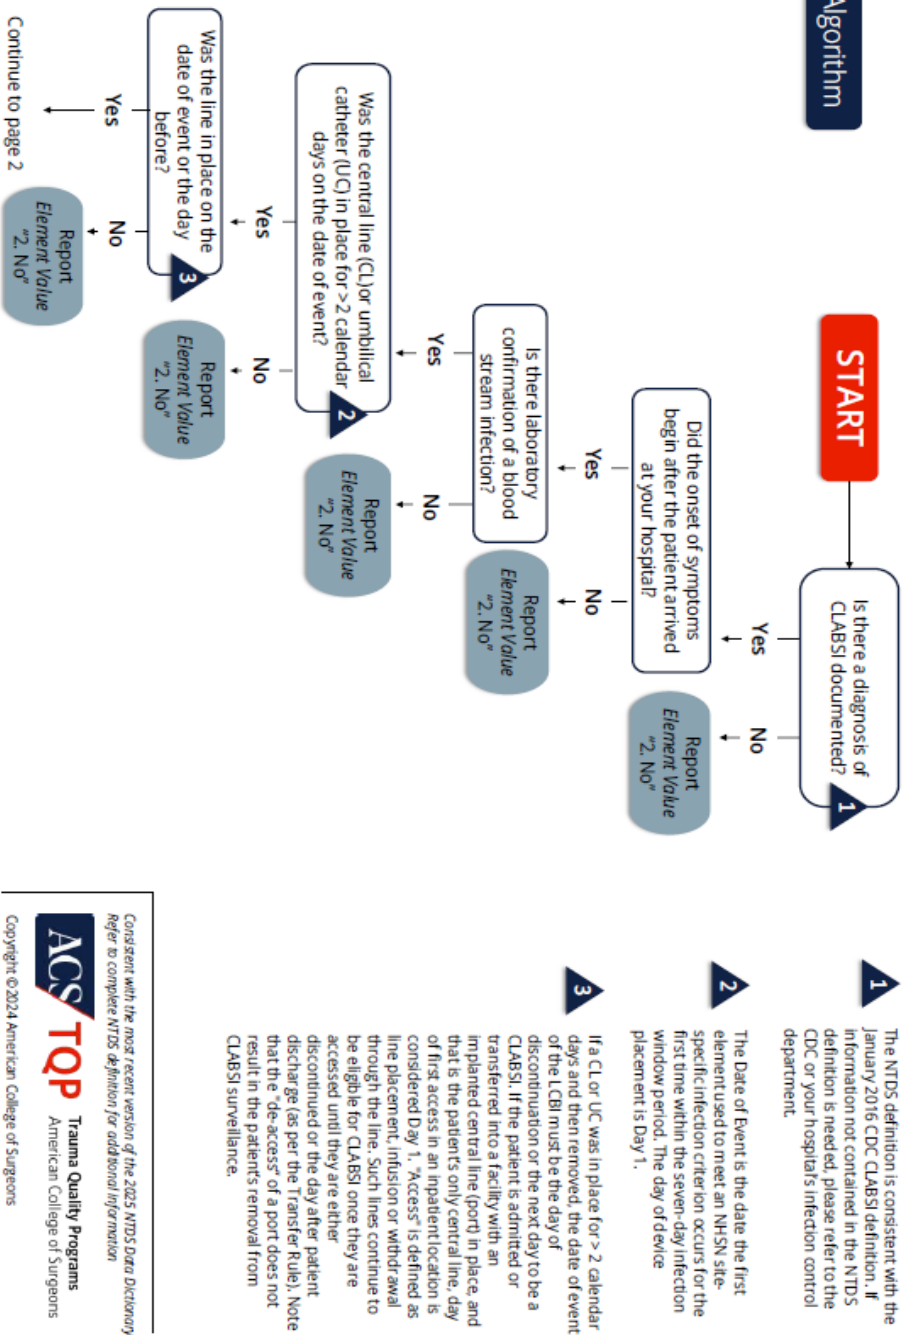 Algorithm
START
Is there a diagnosis of
CLABSI documented?
1
Yes
No
Report
Element Value
"2. No"
Did the onset of symptoms
begin after the patient arrived
at your hospital?
Yes
No
Report
Element Value
"2. No"
Is there laboratory
confirmation of a blood
stream infection?
Yes
No
Report
Element Value
"2. No"
Was the central line (CL)or umbilical
catheter (UC) in place for >2 calendar
days on the date of event?
2
Yes
No
Report
Element Value
"2. No"
Was the line in place on the
date of event or the day
before?
3
Yes
No
Report
Element Value
"2. No"
Continue to page 2
1
The NTDS definition is consistent with the
January 2016 CDC CLABSI definition. If
information not contained in the NTDS
definition is needed, please refer to the
CDC or your hospital's infection control
department.
2
The Date of Event is the date the first
element used to meet an NHSN site-
specific infection criterion occurs for the
first time within the seven-day infection
window period. The day of device
placement is Day 1.
3
If a CL or UC was in place for > 2 calendar
days and then removed, the date of event
of the LCBI must be the day of
discontinuation or the next day to be a
CLABSI. If the patient is admitted or
transferred into a facility with an
implanted central line (port) in place, and
that is the patient's only central line, day
of first access in an inpatient location is
considered Day 1. "Access" is defined as
line placement, infusion or withdrawal
through the line. Such lines continue to
be eligible for CLABSI once they are
accessed until they are either
discontinued or the day after patient
discharge (as per the Transfer Rule). Note
that the "de-access" of a port does not
result in the patient's removal from
CLABSI surveillance.
Consistent with the most recent version of the 2025 NTDS Data Dictionary
Refer to complete NTDS definition for additional information
ACS TQP
Trauma Quality Programs
American College of Surgeons
Copyright © 2024 American College of Surgeons